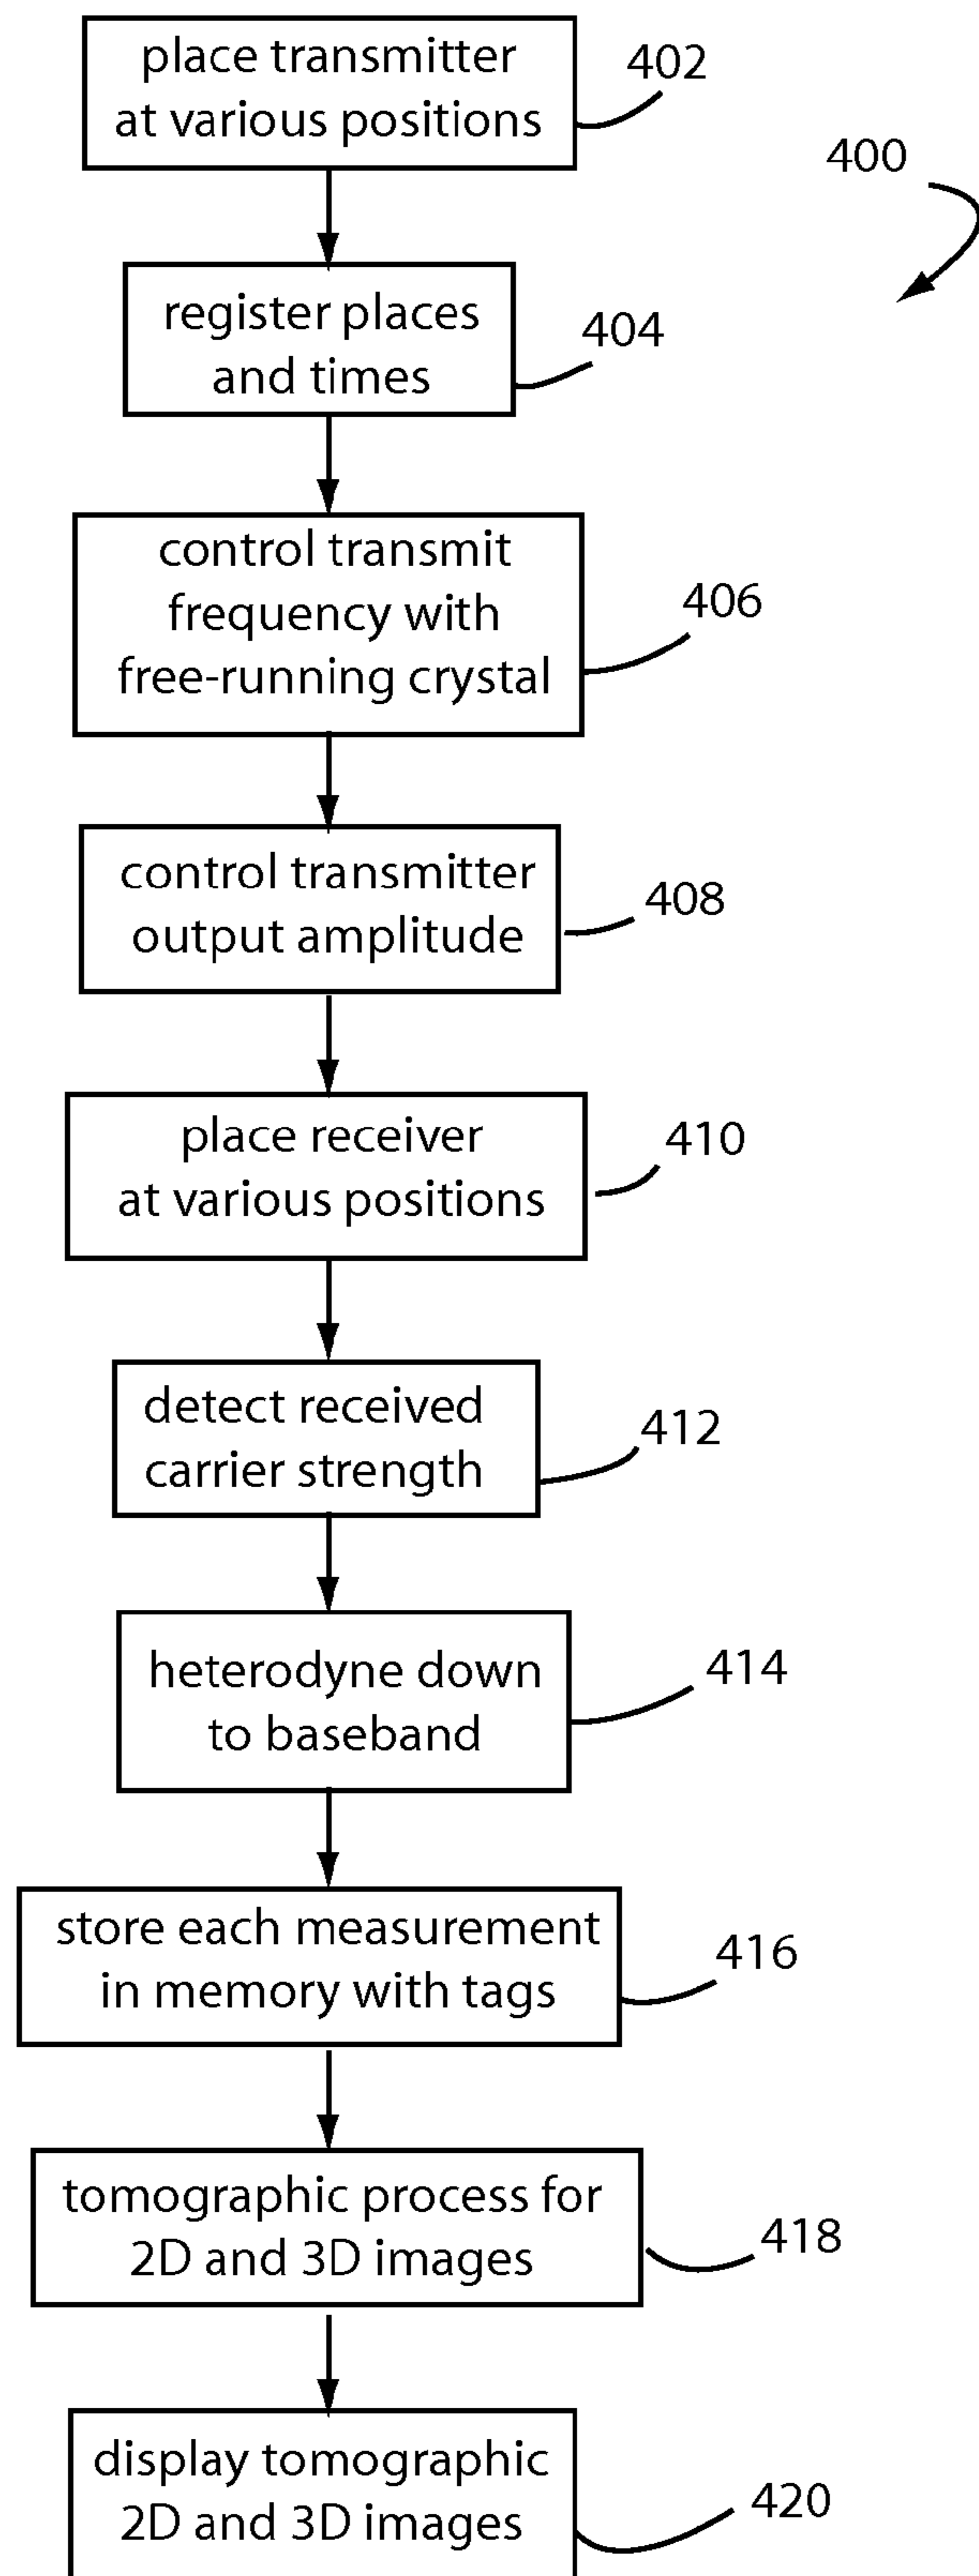 place transmitter
at various positions
402
400
register places
and times
404
control transmit
frequency with
free-running crystal
406
control transmitter
output amplitude
408
place receiver
at various positions
410
detect received
carrier strength
412
heterodyne down
to baseband
414
store each measurement
in memory with tags
416
tomographic process for
2D and 3D images
418
display tomographic
2D and 3D images
420